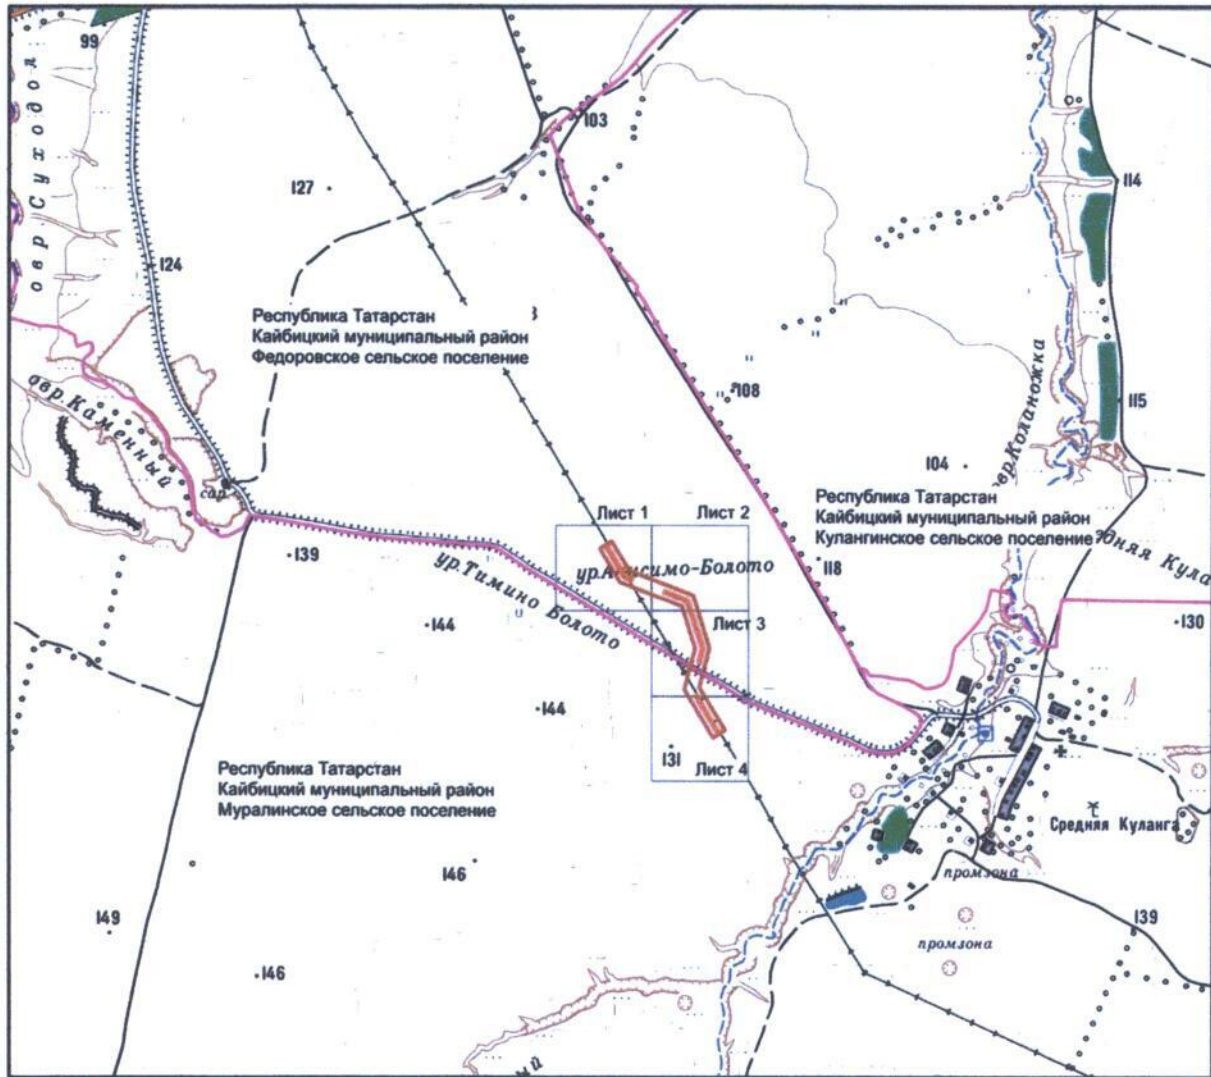 99
103
127
114
овр Суходол
124
Республика Татарстан
Кайбицкий муниципальный район
Федоровское сельское поселение
108
115
овр.Каменный
104
овр.Коланожка
сар.
Республика Татарстан
Кайбицкий муниципальный район
Кулангинское сельское поселение
Лист 1
Лист 2
139
ур.Тимино Болото
118
Лист 3
130
144
144
131
Лист 4
Республика Татарстан
Кайбицкий муниципальный район
Муралинское сельское поселение
Средняя Куланга
146
промзона
149
139
промзона
146